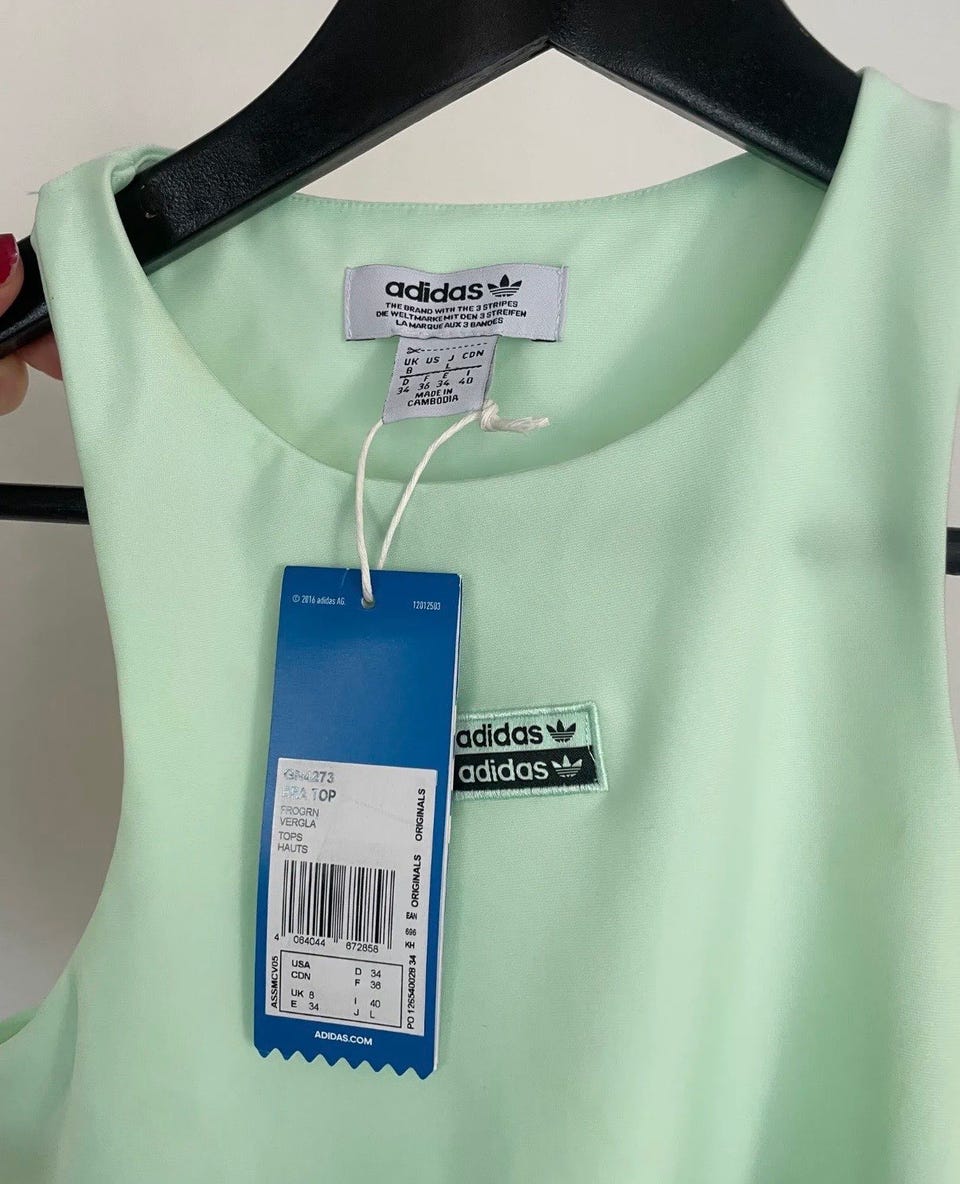 adidas
THE BRAND WITH THE 3 STRIPES
DIE WELTMARKE MIT DEN 3 STREIFEN
LA MARQUE AUX 3 BANDES
UK US J CDN
8 L
D F E I
34 36 34 40
MADE IN
CAMBODIA
© 2016 adidas AG.
12012503
adidas
adidas
GN4273
BRA TOP
FROGRN
VERGLA
TOPS
HAUTS
ORIGINALS
ORIGINALS
EAN
696
KH
PO 126540028 34
4 064044 672856
ASSMCV05
USA
CDN
UK 8
E 34
D 34
F 36
I 40
J L
ADIDAS.COM